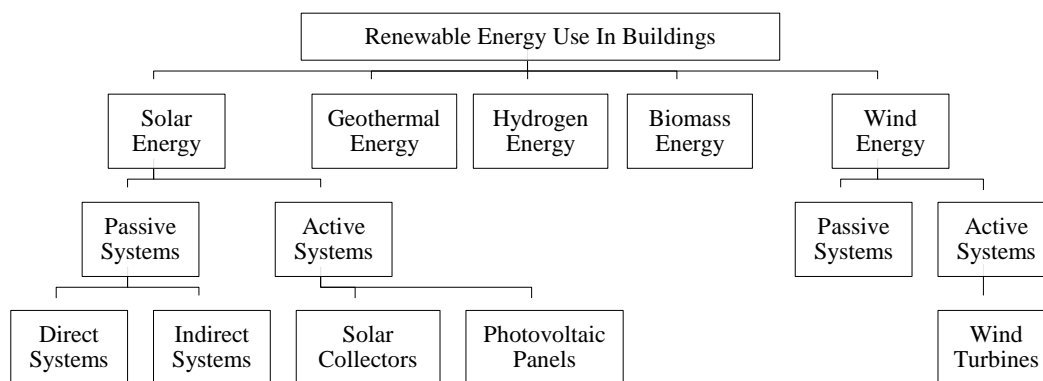 Renewable Energy Use In Buildings
Solar
Energy
Geothermal
Energy
Hydrogen
Energy
Biomass
Energy
Wind
Energy
Passive
Systems
Active
Systems
Passive
Systems
Active
Systems
Direct
Systems
Indirect
Systems
Solar
Collectors
Photovoltaic
Panels
Wind
Turbines